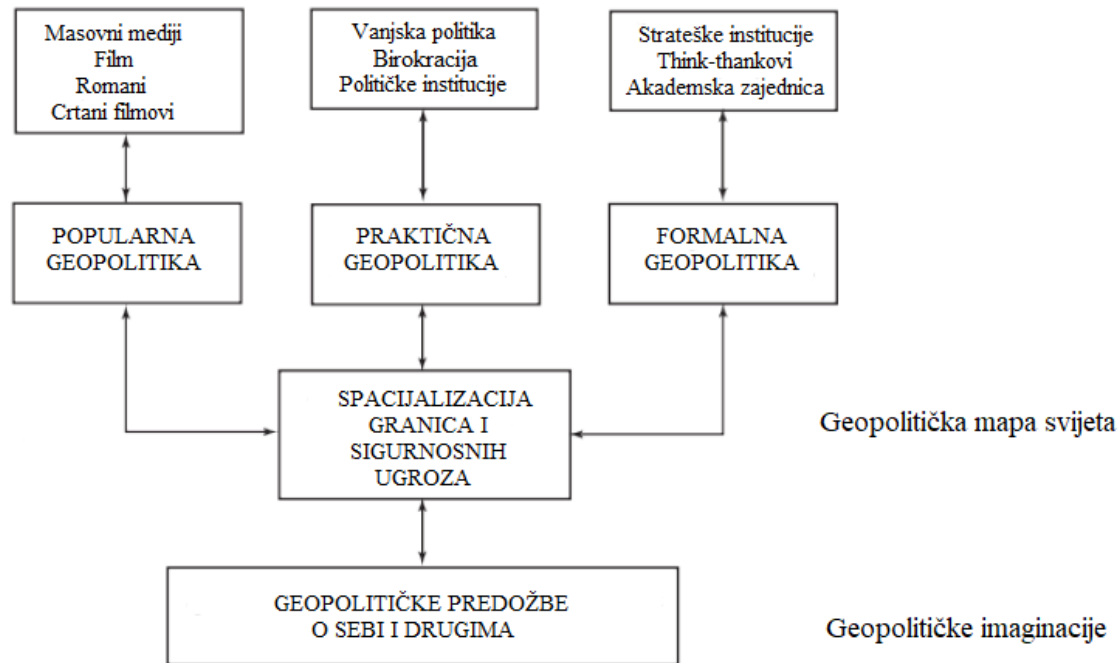 Masovni mediji
Film
Romani
Crtani filmovi
Vanjska politika
Birokracija
Političke institucije
Strateške institucije
Think-thankovi
Akademska zajednica
POPULARNA
GEOPOLITIKA
PRAKTIČNA
GEOPOLITIKA
FORMALNA
GEOPOLITIKA
SPACIJALIZACIJA
GRANICA I
SIGURNOSNIH
UGROZA
Geopolitička mapa svijeta
GEOPOLITIČKE PREDOŽBE
O SEBI I DRUGIMA
Geopolitičke imaginacije